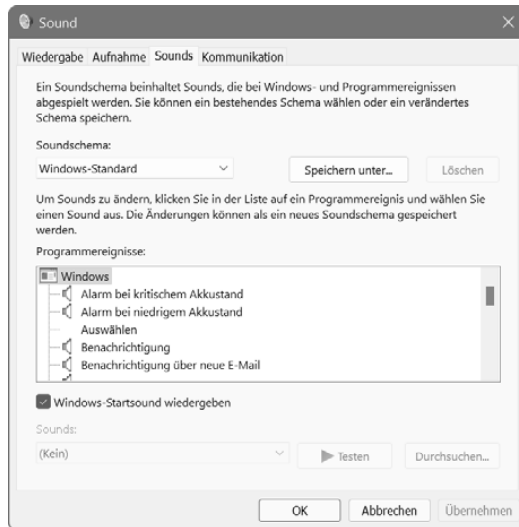 Sound
Wiedergabe Aufnahme Sounds Kommunikation
Ein Soundschema beinhaltet Sounds, die bei Windows- und Programmereignissen
abgespielt werden. Sie können ein bestehendes Schema wählen oder ein verändertes
Schema speichern.
Soundschema:
Windows-Standard Speichern unter... Löschen
Um Sounds zu ändern, klicken Sie in der Liste auf ein Programmereignis und wählen Sie
einen Sound aus. Die Änderungen können als ein neues Soundschema gespeichert
werden.
Programmereignisse:
Windows
Alarm bei kritischem Akkustand
Alarm bei niedrigem Akkustand
Auswählen
Benachrichtigung
Benachrichtigung über neue E-Mail
Windows-Startsound wiedergeben
Sounds:
(Kein) Testen Durchsuchen...
OK Abbrechen Übernehmen